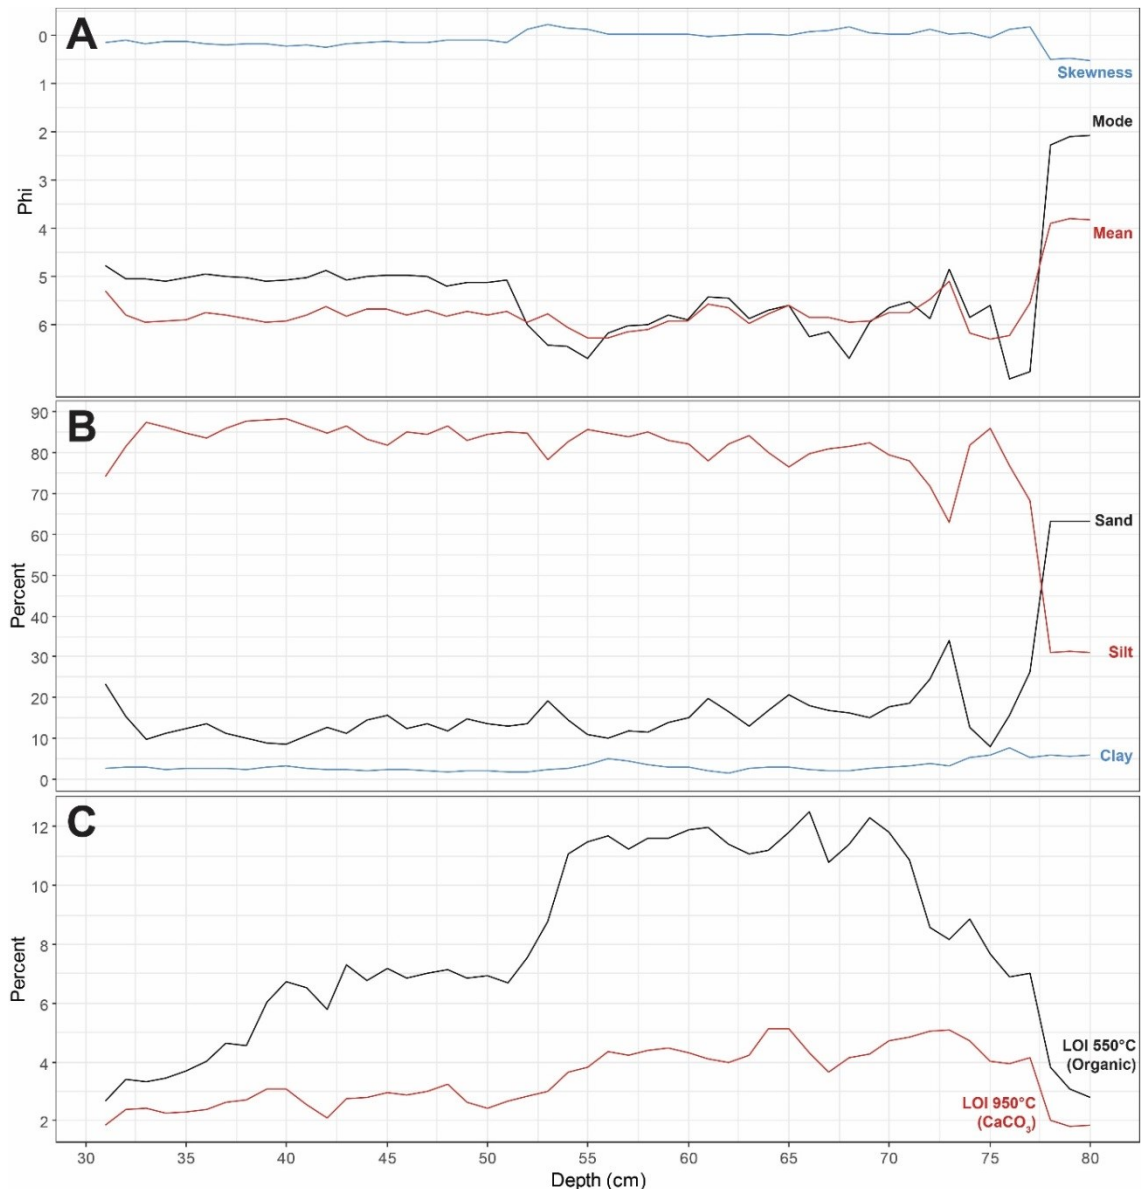 A
0
1
2
3
4
5
6
Phi
Skewness
Mode
Mean
B
90
80
70
60
50
40
30
20
10
0
Percent
Sand
Silt
Clay
C
12
10
8
6
4
2
Percent
LOI 550°C
(Organic)
LOI 950°C
(CaCO₃)
30 35 40 45 50 55 60 65 70 75 80
Depth (cm)